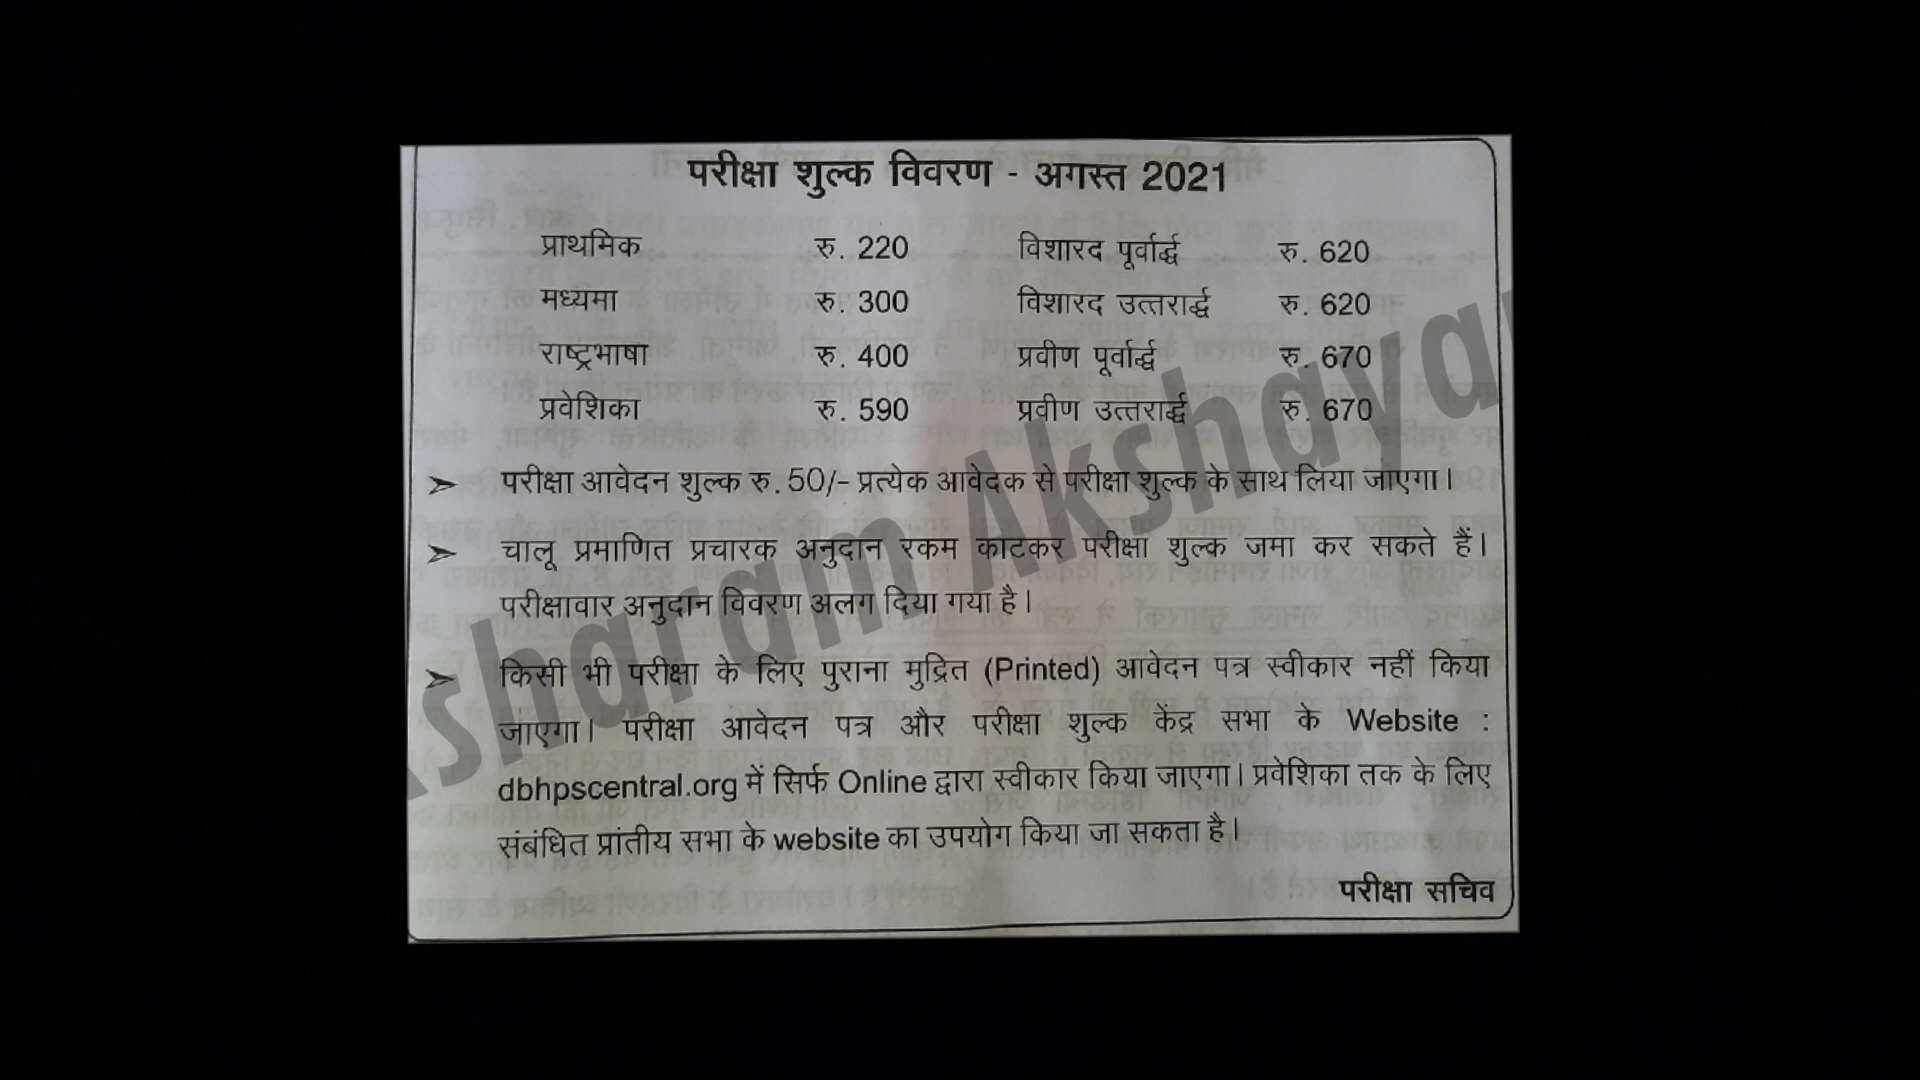 परीक्षा शुल्क विवरण - अगस्त 2021
प्राथमिक रु. 220 विशारद पूर्वार्द्ध रु. 620
मध्यमा रु. 300 विशारद उत्तरार्द्ध रु. 620
राष्ट्रभाषा रु. 400 प्रवीण पूर्वार्द्ध रु. 670
प्रवेशिका रु. 590 प्रवीण उत्तरार्द्ध रु. 670
➢ परीक्षा आवेदन शुल्क रु. 50/- प्रत्येक आवेदक से परीक्षा शुल्क के साथ लिया जाएगा।
➢ चालू प्रमाणित प्रचारक अनुदान रकम काटकर परीक्षा शुल्क जमा कर सकते हैं।
परीक्षावार अनुदान विवरण अलग दिया गया है।
➢ किसी भी परीक्षा के लिए पुराना मुद्रित (Printed) आवेदन पत्र स्वीकार नहीं किया
जाएगा। परीक्षा आवेदन पत्र और परीक्षा शुल्क केंद्र सभा के Website :
dbhpscentral.org में सिर्फ Online द्वारा स्वीकार किया जाएगा। प्रवेशिका तक के लिए
संबंधित प्रांतीय सभा के website का उपयोग किया जा सकता है।
परीक्षा सचिव
ksharam Akshaya